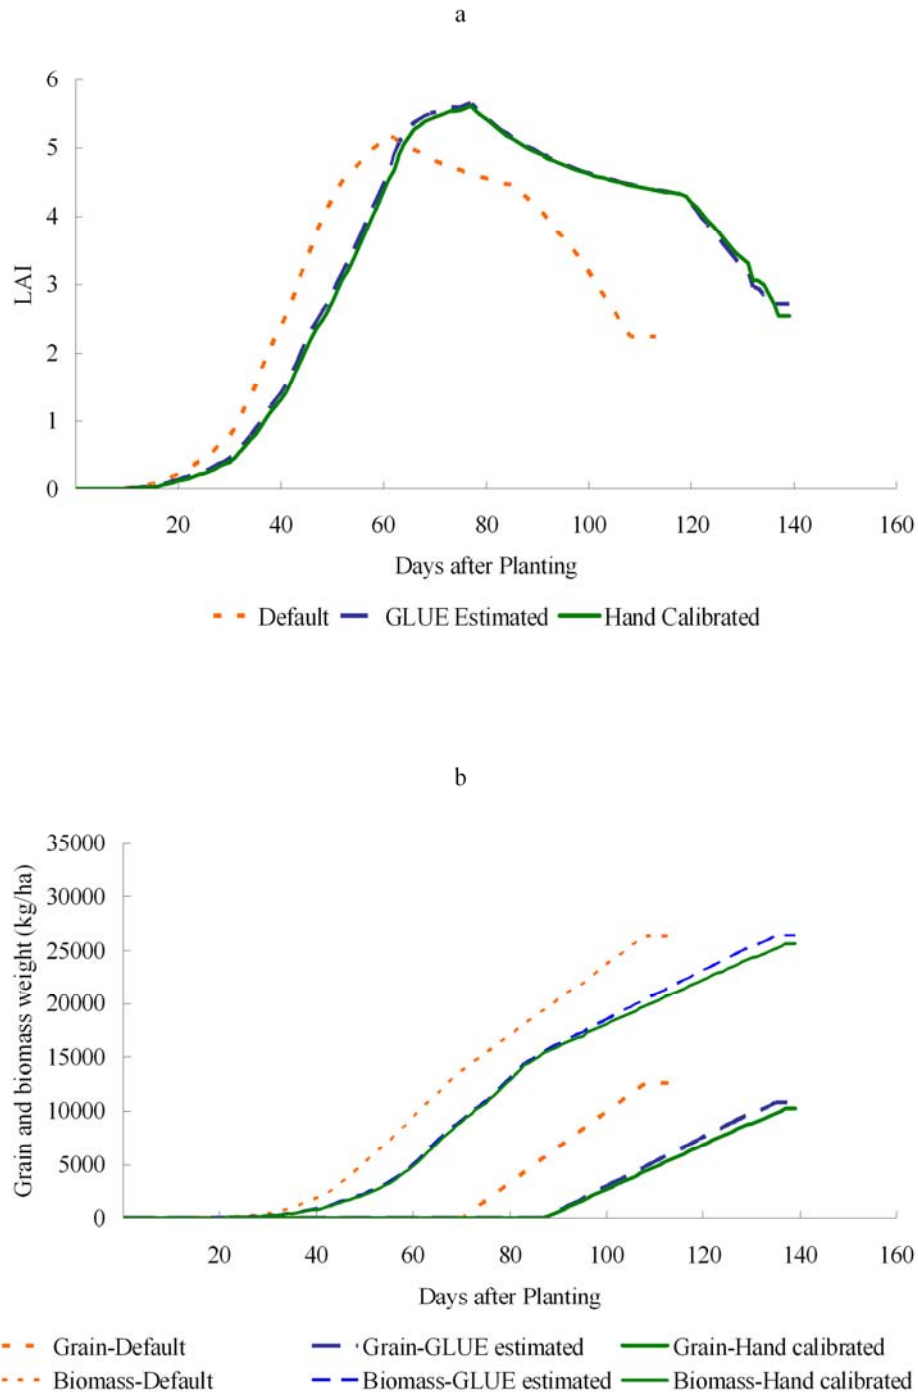 a
6
5
4
3
2
1
0
LAI
20 40 60 80 100 120 140 160
Days after Planting
Default GLUE Estimated Hand Calibrated
b
35000
30000
25000
20000
15000
10000
5000
0
Grain and biomass weight (kg/ha)
20 40 60 80 100 120 140 160
Days after Planting
Grain-Default Grain-GLUE estimated Grain-Hand calibrated
Biomass-Default Biomass-GLUE estimated Biomass-Hand calibrated